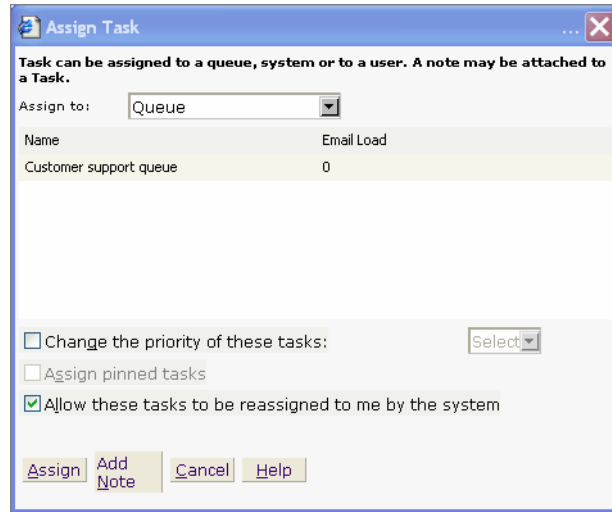 Assign Task
...
Task can be assigned to a queue, system or to a user. A note may be attached to
a Task.
Assign to: Queue
Name Email Load
Customer support queue 0
Change the priority of these tasks: Select
Assign pinned tasks
Allow these tasks to be reassigned to me by the system
Assign Add Note Cancel Help